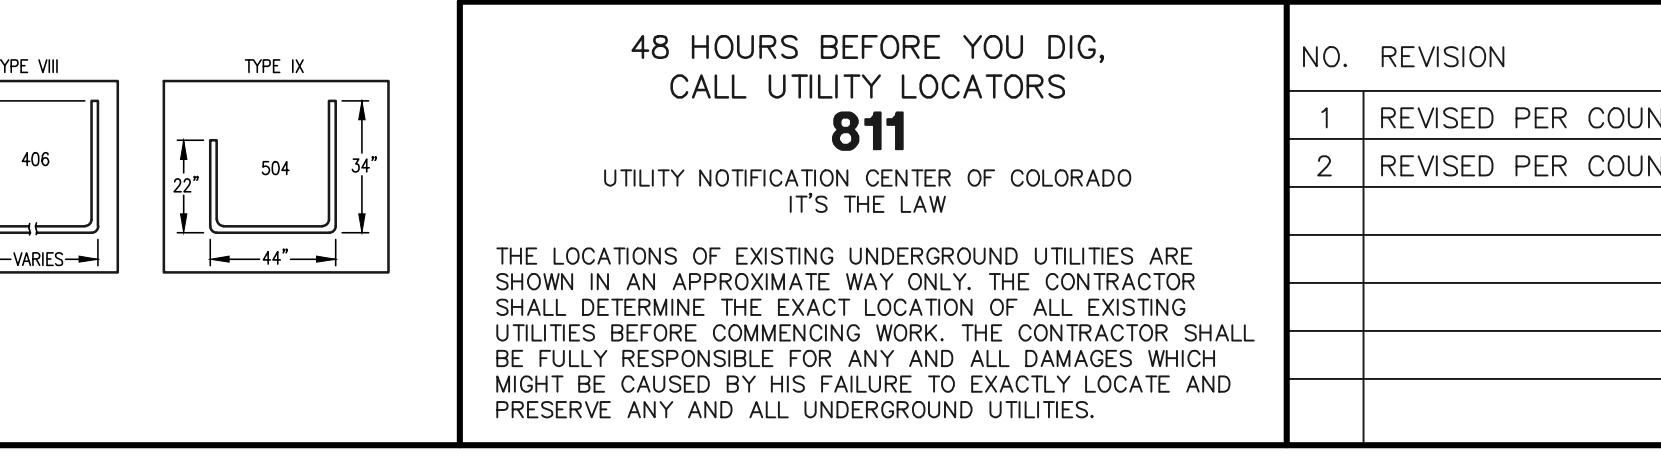 YPE VIII
406
VARIES
TYPE IX
22"
504
34"
44"
48 HOURS BEFORE YOU DIG,
CALL UTILITY LOCATORS
811
UTILITY NOTIFICATION CENTER OF COLORADO
IT'S THE LAW
THE LOCATIONS OF EXISTING UNDERGROUND UTILITIES ARE
SHOWN IN AN APPROXIMATE WAY ONLY. THE CONTRACTOR
SHALL DETERMINE THE EXACT LOCATION OF ALL EXISTING
UTILITIES BEFORE COMMENCING WORK. THE CONTRACTOR SHALL
BE FULLY RESPONSIBLE FOR ANY AND ALL DAMAGES WHICH
MIGHT BE CAUSED BY HIS FAILURE TO EXACTLY LOCATE AND
PRESERVE ANY AND ALL UNDERGROUND UTILITIES.
NO. REVISION
1 REVISED PER COUN
2 REVISED PER COUN